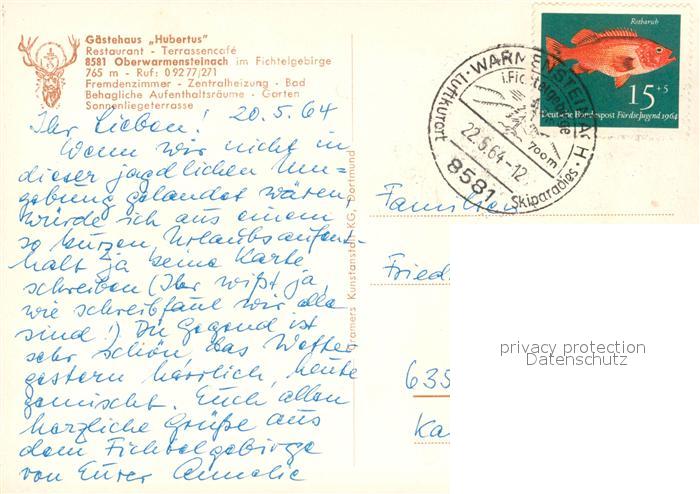 Gästehaus „Hubertus"
Restaurant - Terrassencafé
8581 Oberwarmensteinach im Fichtelgebirge
765 m - Ruf: 09277/271
Fremdenzimmer - Zentralheizung - Bad
Behagliche Aufenthaltsräume - Garten
Sonnenliegeterrasse
Ihr Lieben! 20.5.64
Wenn wir nicht in
dieser jagdlichen Um-
gebung gelandet wären,
würde ich aus einem
so kurzen Urlaubsaufent-
halt ja keine Karte
schreiben (Ihr wißt ja,
wie schreibfaul wir alle
sind!) Die Gegend ist
sehr schön, das Wetter
gestern herrlich, heute
gemischt. Euch allen
herzliche Grüße aus
dem Fichtelgebirge
von Eurer Annelie
Cramers Kunstanstalt KG, Dortmund
Rotbarsch
15+5
Deutsche Bundespost Für die Jugend 1964
Luftkurort · WARMENSTEINACH · Skiparadies ·
i. Fichtelgebirge
700m
22.5.64-12
8581
Familien
Fried
635
Ka
privacy protection
Datenschutz